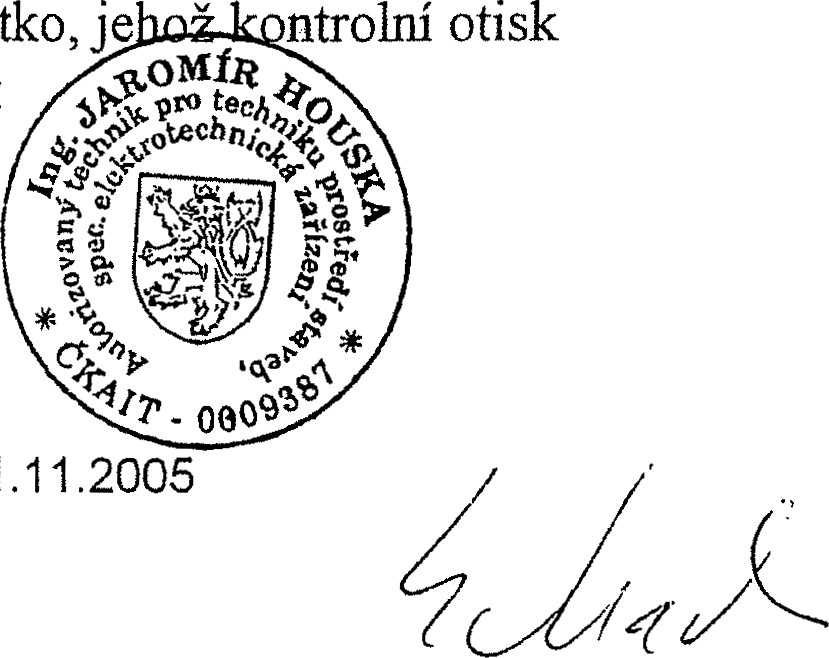 tko, jehož kontrolní otisk
Ing. JAROMÍR HOUSKA
Autorizovaný technik pro techniku prostředí staveb,
spec. elektrotechnická zařízení
* ČKAIT - 0009387 *
.11.2005